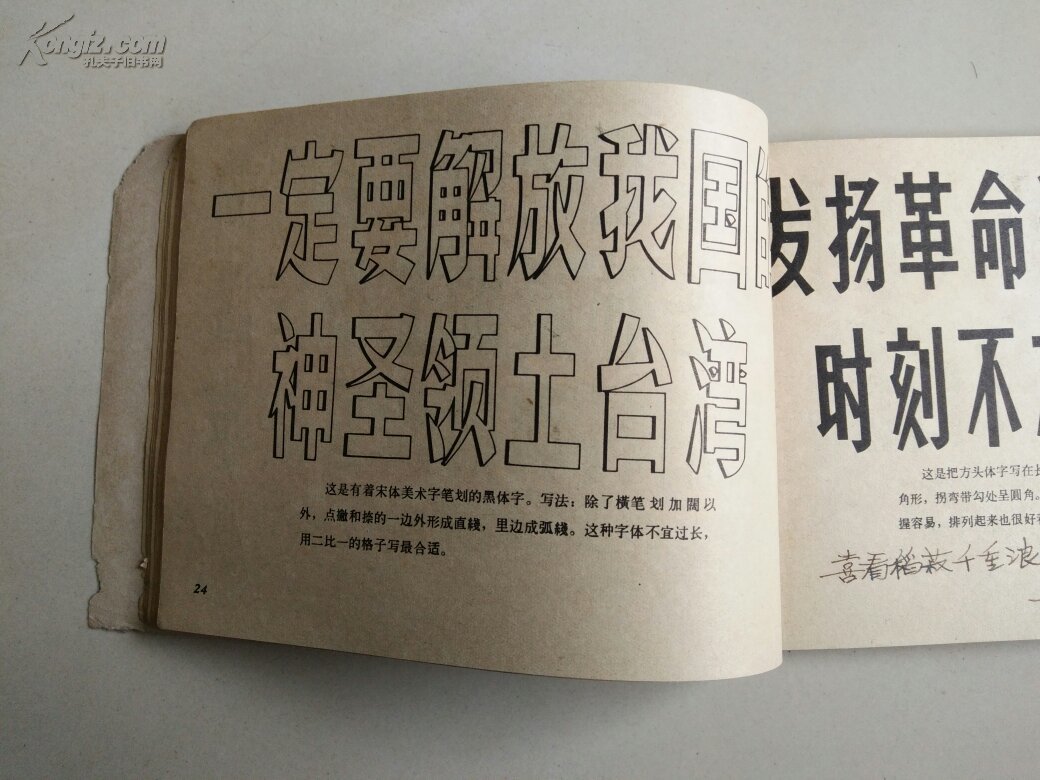 Kongfz.com
孔夫子旧书网
一定要解放我国的
神圣领土台湾
这是有着宋体美术字笔划的黑体字。写法：除了横笔划加闊以
外，点撇和捺的一边外形成直綫，里边成弧綫。这种字体不宜过长，
用二比一的格子写最合适。
24
发扬革命
时刻不
这是把方头体字写在长
角形，拐弯带勾处呈圆角。
握容易，排列起来也很好
喜看稻菽千重浪